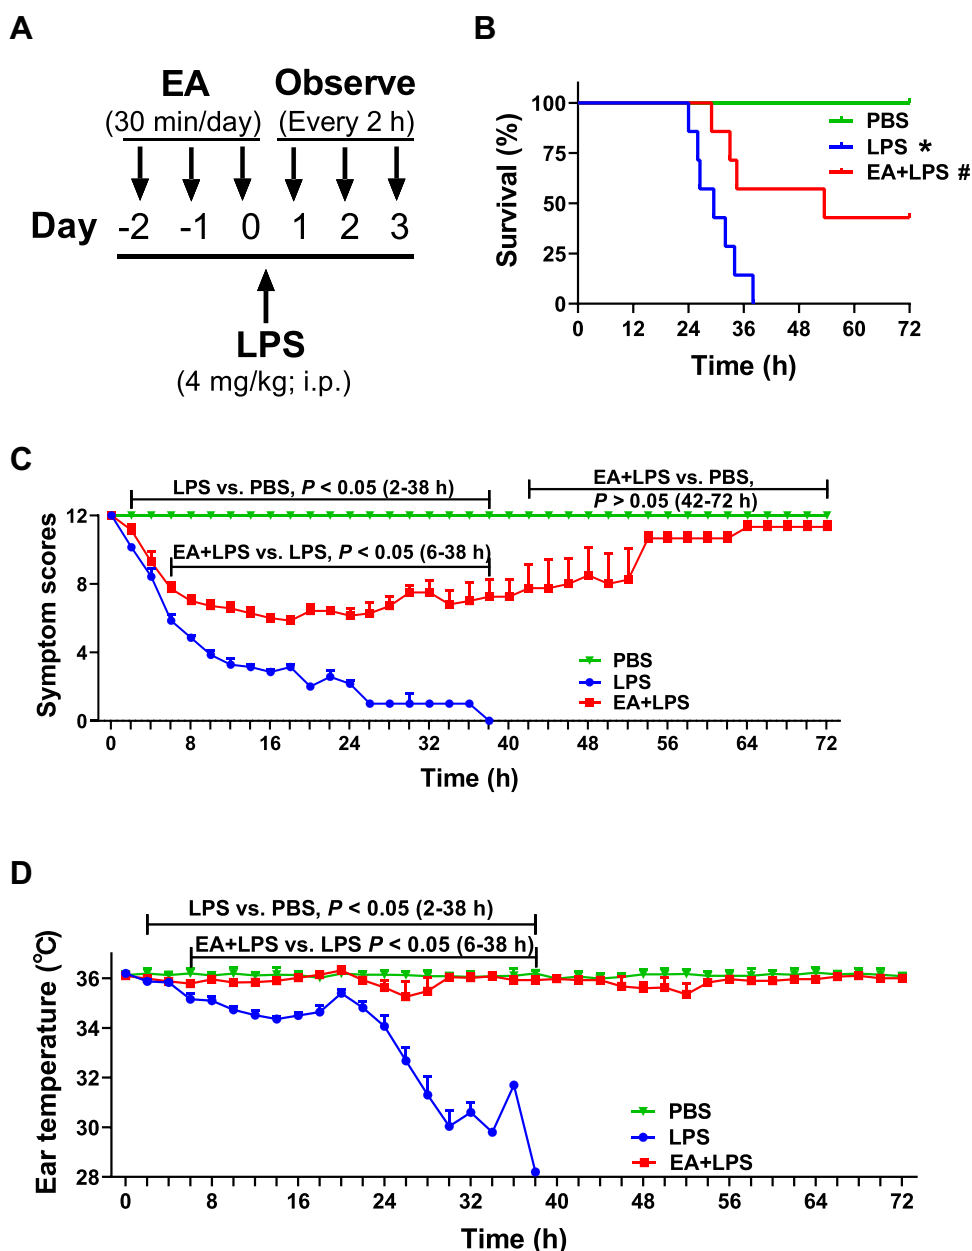 A
EA Observe
(30 min/day) (Every 2 h)
Day -2 -1 0 1 2 3
LPS
(4 mg/kg; i.p.)
B
Survival (%)
100
75
50
25
0
0 12 24 36 48 60 72
Time (h)
PBS
LPS *
EA+LPS #
C
LPS vs. PBS, P < 0.05 (2-38 h)
EA+LPS vs. PBS,
P > 0.05 (42-72 h)
EA+LPS vs. LPS, P < 0.05 (6-38 h)
Symptom scores
12
8
4
0
PBS
LPS
EA+LPS
0 8 16 24 32 40 48 56 64 72
Time (h)
D
LPS vs. PBS, P < 0.05 (2-38 h)
EA+LPS vs. LPS P < 0.05 (6-38 h)
Ear temperature (℃)
36
34
32
30
28
PBS
LPS
EA+LPS
0 8 16 24 32 40 48 56 64 72
Time (h)